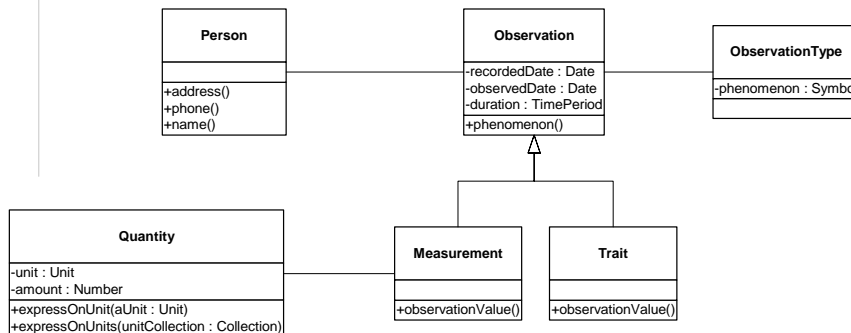 Person
+address()
+phone()
+name()
Observation
-recordedDate : Date
-observedDate : Date
-duration : TimePeriod
+phenomenon()
ObservationType
-phenomenon : Symbo
Quantity
-unit : Unit
-amount : Number
+expressOnUnit(aUnit : Unit)
+expressOnUnits(unitCollection : Collection)
Measurement
+observationValue()
Trait
+observationValue()